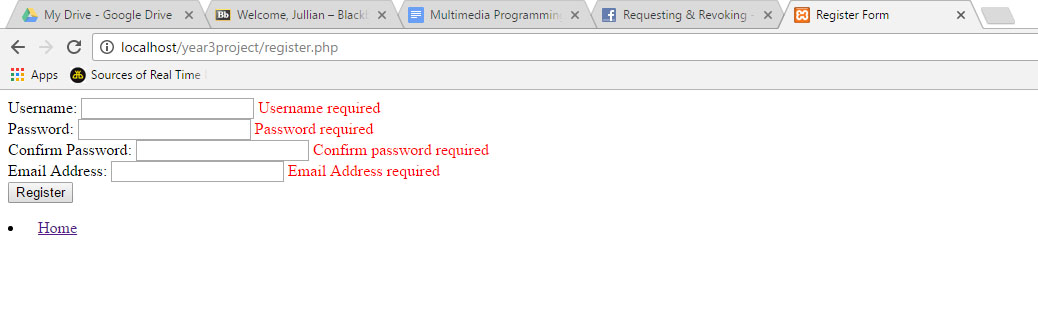 My Drive - Google Drive
Bb Welcome, Jullian – Blackb
Multimedia Programming
Requesting & Revoking -
Register Form
localhost/year3project/register.php
Apps Sources of Real Time
Username: Username required
Password: Password required
Confirm Password: Confirm password required
Email Address: Email Address required
Register
Home